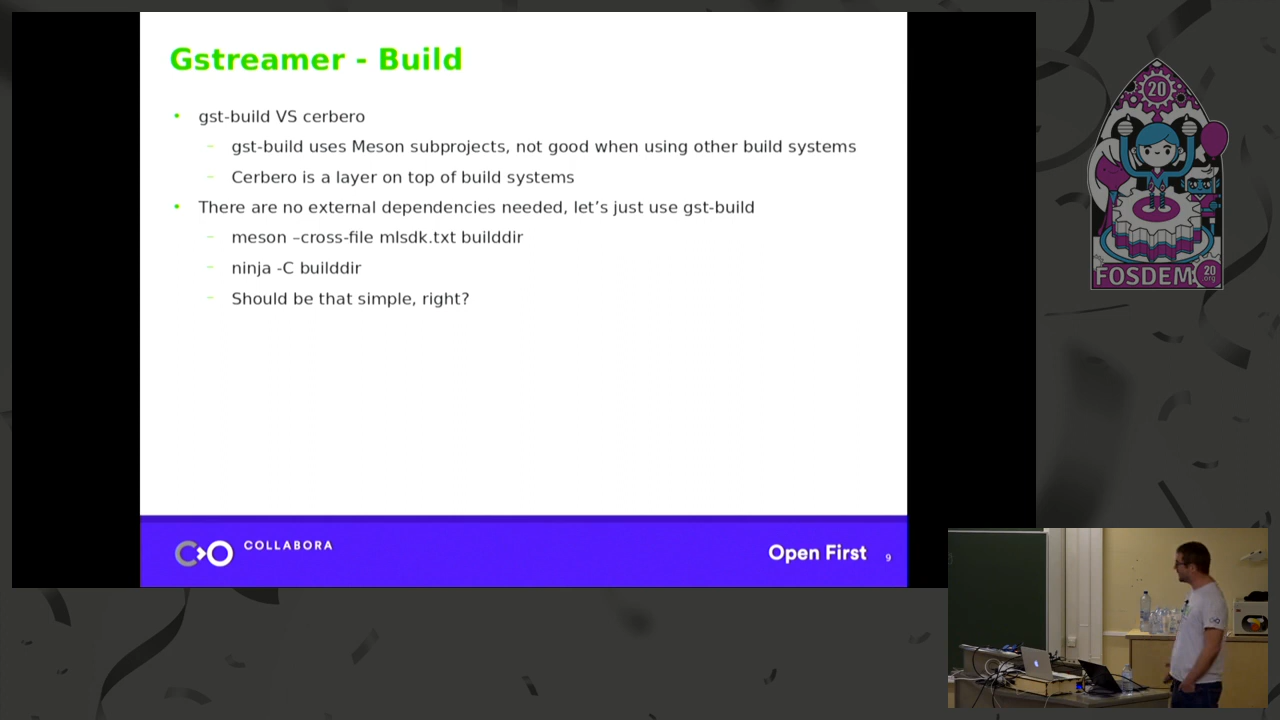 Gstreamer - Build
• gst-build VS cerbero
– gst-build uses Meson subprojects, not good when using other build systems
– Cerbero is a layer on top of build systems
• There are no external dependencies needed, let’s just use gst-build
– meson –cross-file mlsdk.txt builddir
– ninja -C builddir
– Should be that simple, right?
COLLABORA
Open First 9
20
FOSDEM 20
.org